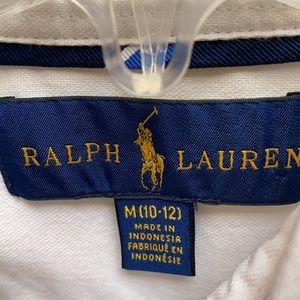 RALPH LAUREN
M (10-12)
MADE IN
INDONESIA
FABRIQUÉ EN
INDONÉSIE